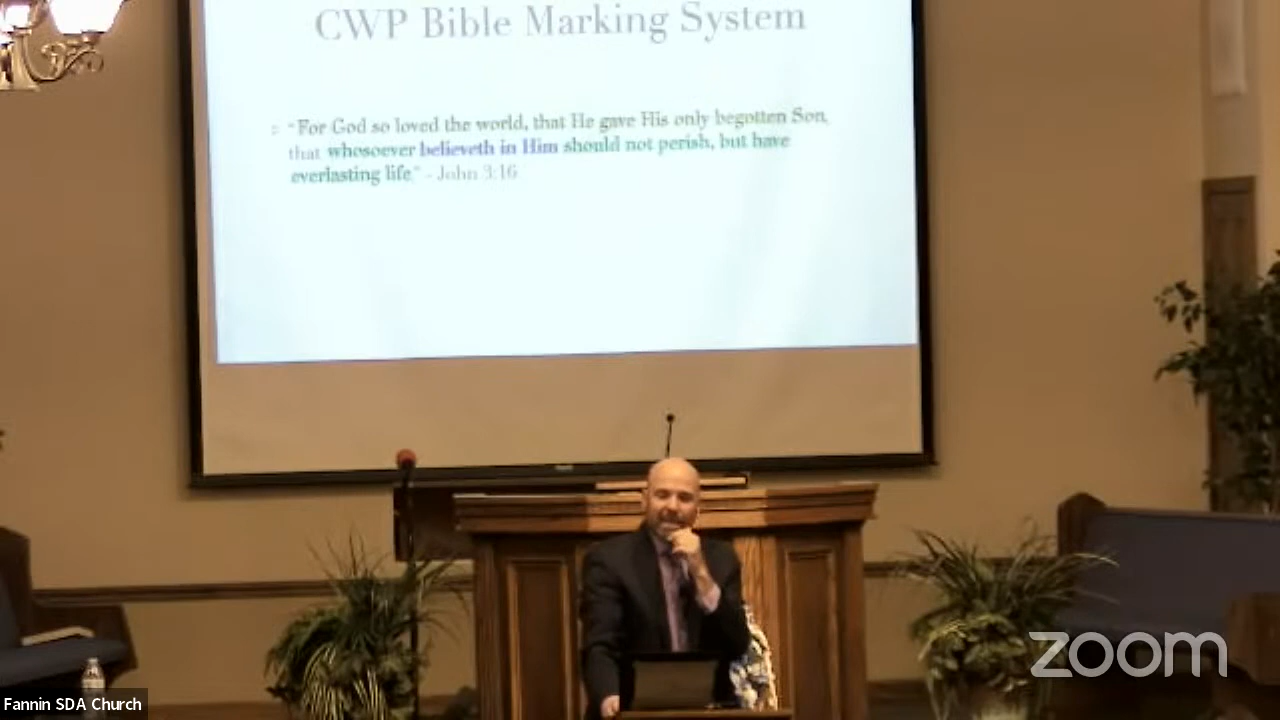 CWP Bible Marking System
"For God so loved the world, that He gave His only begotten Son,
that whosoever believeth in Him should not perish, but have
everlasting life." - John 3:16
zoom
Fannin SDA Church